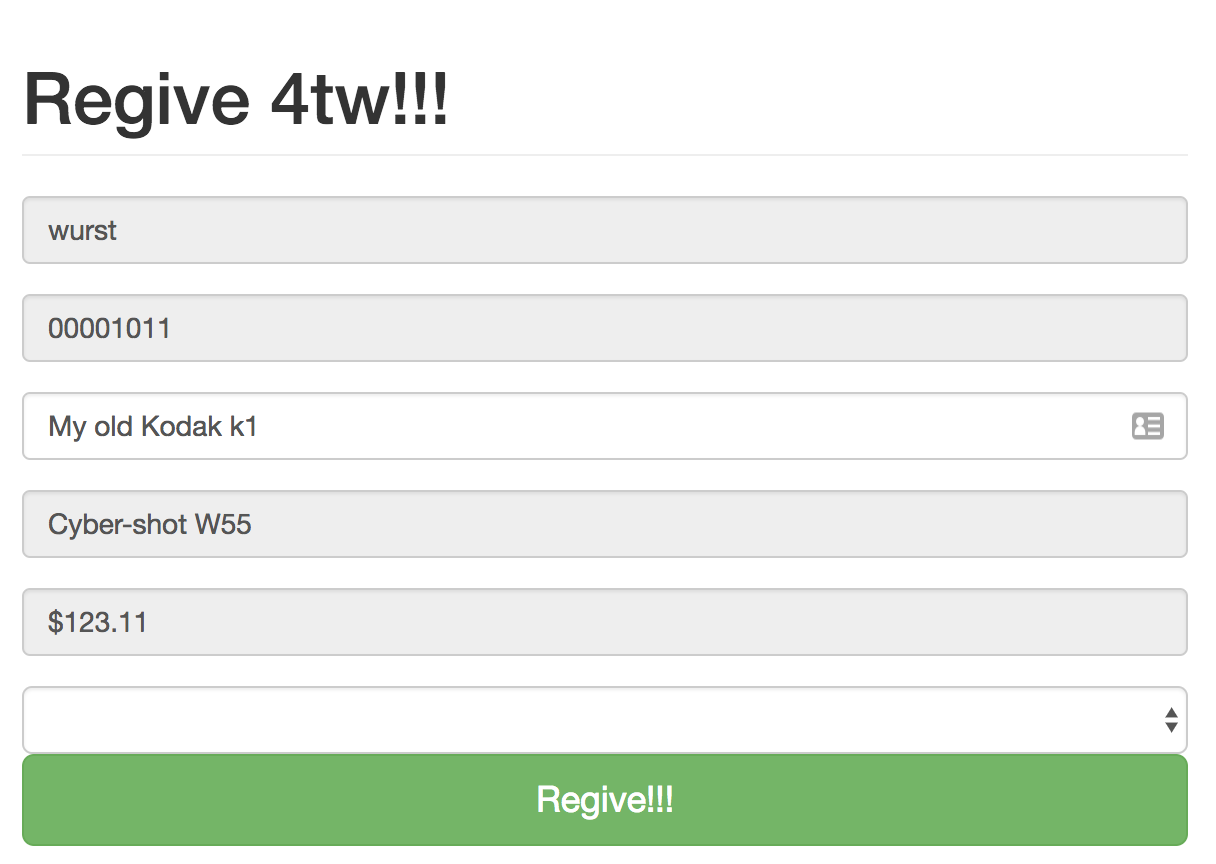 Regive 4tw!!!
wurst
00001011
My old Kodak k1
Cyber-shot W55
$123.11
Regive!!!